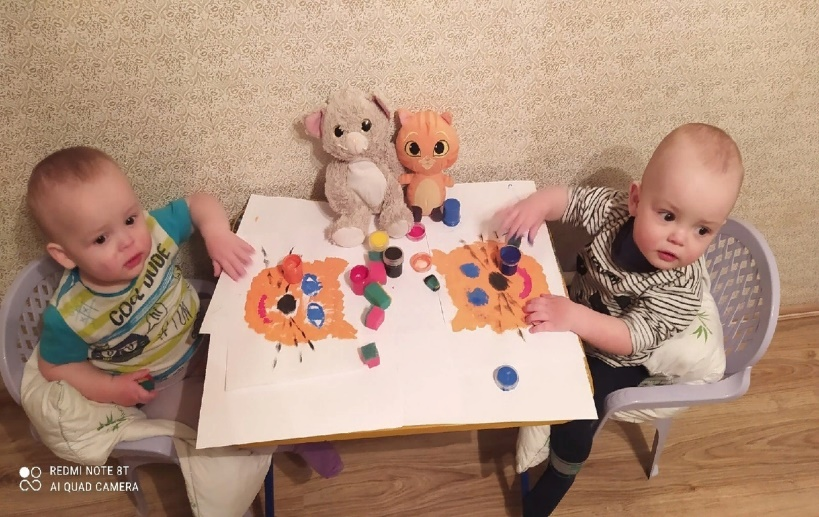 COOL DUDE
REDMI NOTE 8T
AI QUAD CAMERA